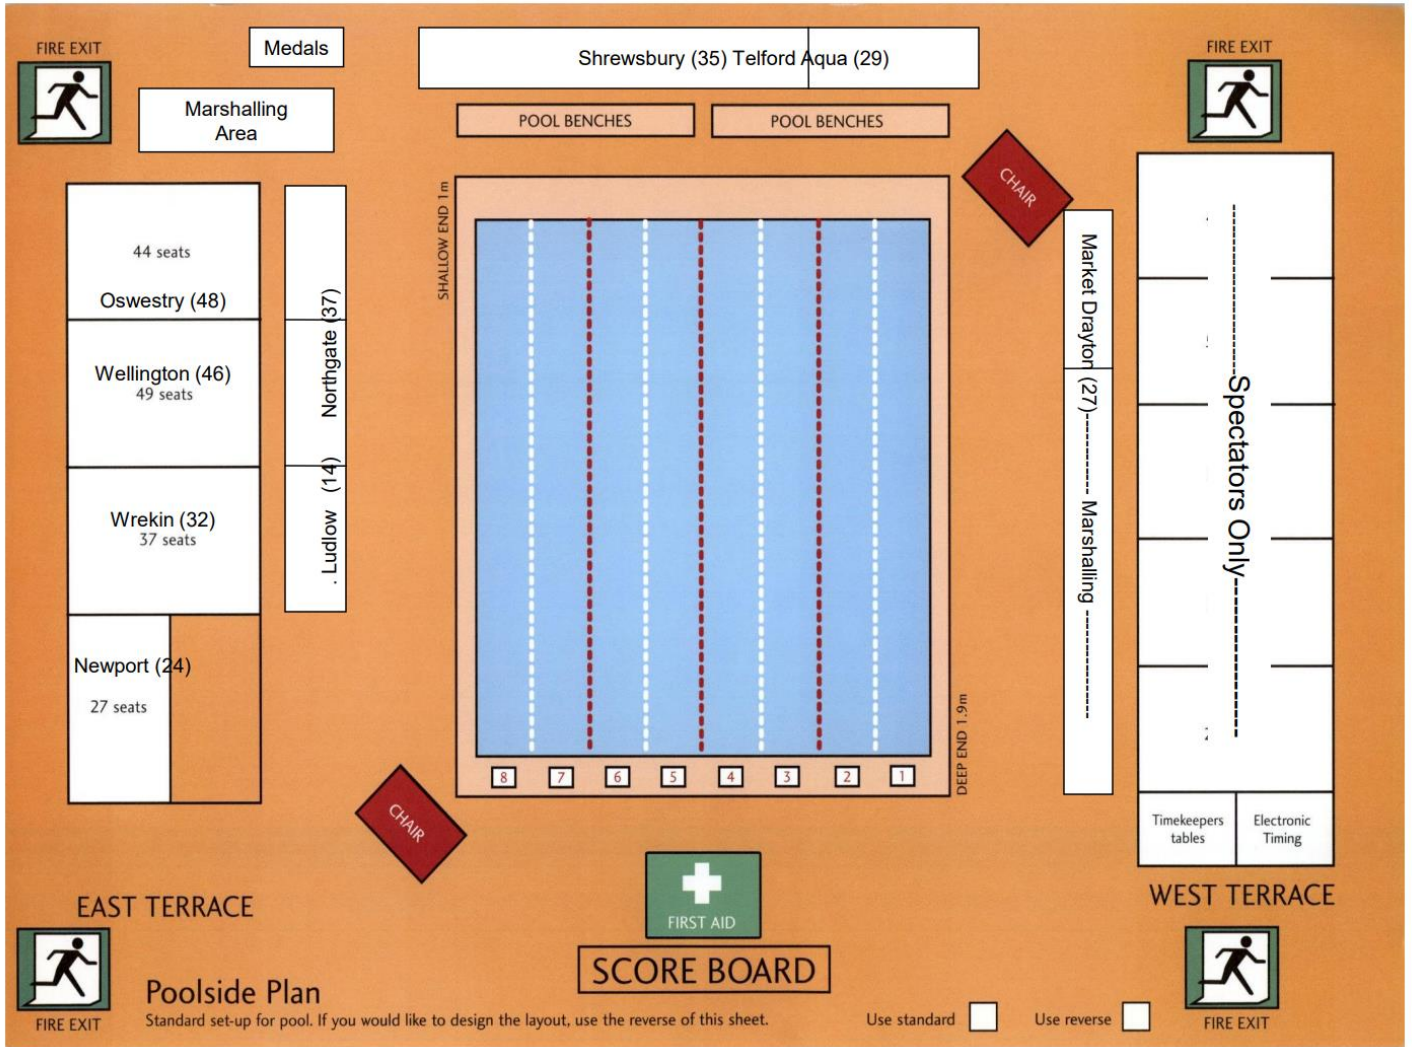 FIRE EXIT
Medals
Shrewsbury (35) Telford Aqua (29)
FIRE EXIT
Marshalling
Area
POOL BENCHES
POOL BENCHES
CHAIR
SHALLOW END 1m
44 seats
Oswestry (48)
Wellington (46)
49 seats
Wrekin (32)
37 seats
Newport (24)
27 seats
Northgate (37)
. Ludlow (14)
Market Drayton (27)----------- Marshalling ---------------
--------------------Spectators Only------------------
8 7 6 5 4 3 2 1
DEEP END 1.9m
CHAIR
Timekeepers
tables
Electronic
Timing
EAST TERRACE
WEST TERRACE
FIRST AID
SCORE BOARD
Poolside Plan
Standard set-up for pool. If you would like to design the layout, use the reverse of this sheet.
Use standard
Use reverse
FIRE EXIT
FIRE EXIT